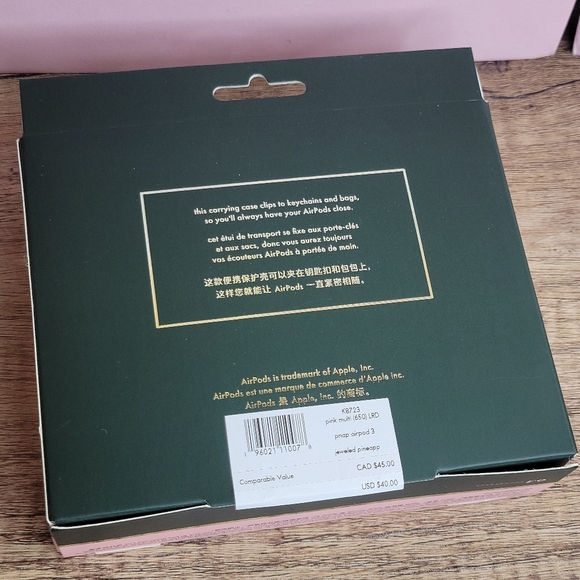 this carrying case clips to keychains and bags,
so you'll always have your AirPods close.
cet étui de transport se fixe aux porte-clés
et aux sacs, donc vous aurez toujours
vos écouteurs AirPods à portée de main.
这款便携保护壳可以夹在钥匙扣和包包上，
这样您就能让 AirPods 一直紧密相随。
AirPods is trademark of Apple, Inc.
AirPods est une marque de commerce d'Apple Inc.
AirPods 是 Apple, Inc. 的商标。
K8723
pink multi (650) LRD
1 96021 11007 8
pnap airpod 3
jeweled pineapp
CAD $45.00
Comparable Value
USD $40.00